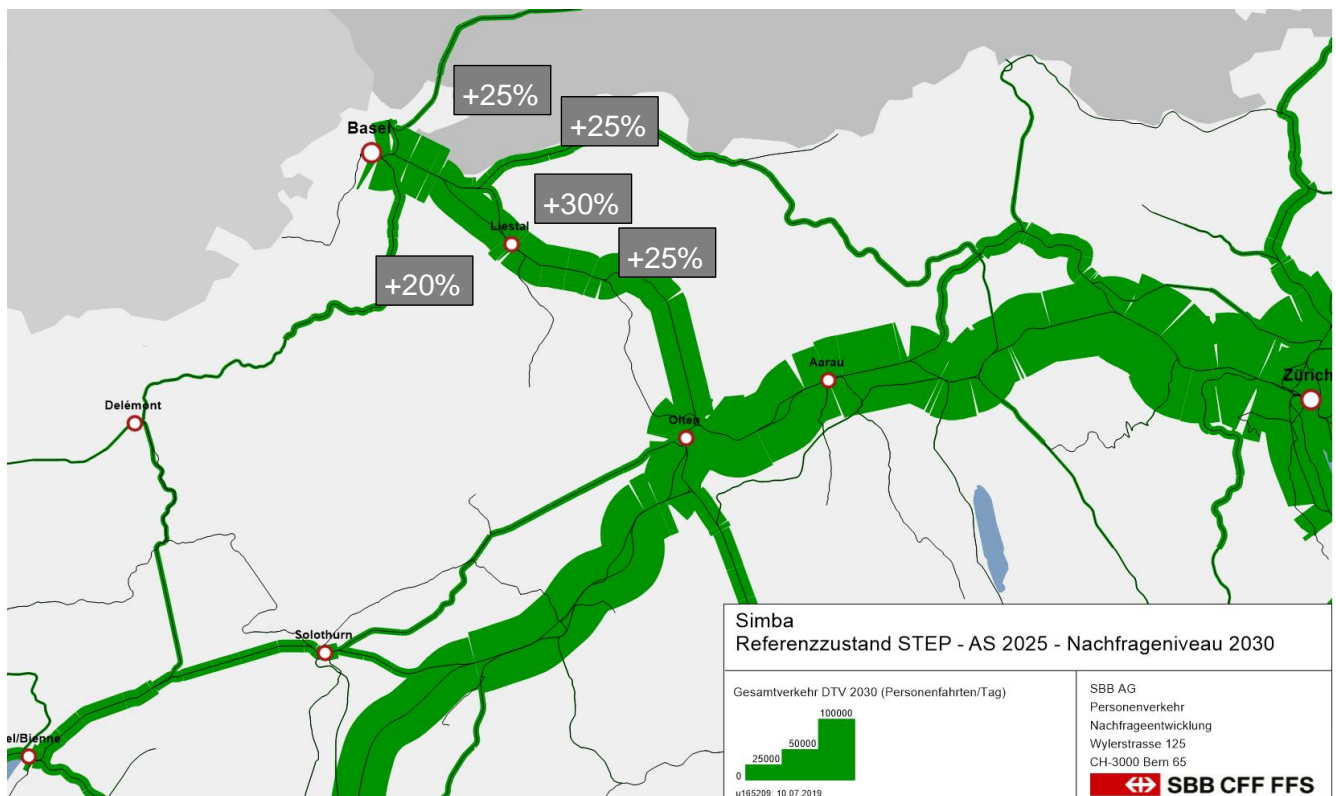 +25%
+25%
Basel
+30%
Liestal
+25%
+20%
Aarau
Zürich
Delémont
Olten
Solothurn
el/Bienne
Simba
Referenzzustand STEP - AS 2025 - Nachfrageniveau 2030
Gesamtverkehr DTV 2030 (Personenfahrten/Tag)
100000
50000
25000
0
u165209; 10.07.2019
SBB AG
Personenverkehr
Nachfrageentwicklung
Wylerstrasse 125
CH-3000 Bern 65
SBB CFF FFS